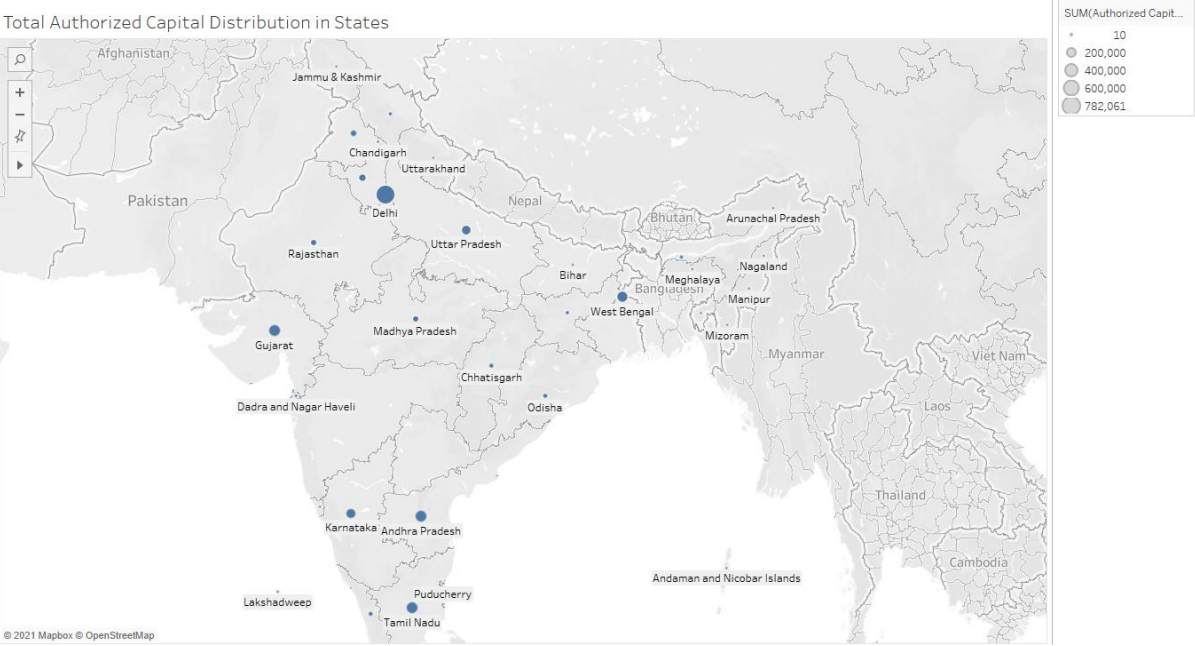 Total Authorized Capital Distribution in States
SUM(Authorized Capit...
10
200,000
400,000
600,000
782,061
Afghanistan
Jammu & Kashmir
Chandigarh
Uttarakhand
Pakistan
Nepal
Delhi
Bhutan
Arunachal Pradesh
Uttar Pradesh
Rajasthan
Bihar
Nagaland
Meghalaya
Bangladesh
Manipur
West Bengal
Madhya Pradesh
Mizoram
Gujarat
Myanmar
Viet Nam
Chhatisgarh
Dadra and Nagar Haveli
Odisha
Laos
Thailand
Karnataka
Andhra Pradesh
Cambodia
Andaman and Nicobar Islands
Puducherry
Lakshadweep
Tamil Nadu
© 2021 Mapbox © OpenStreetMap